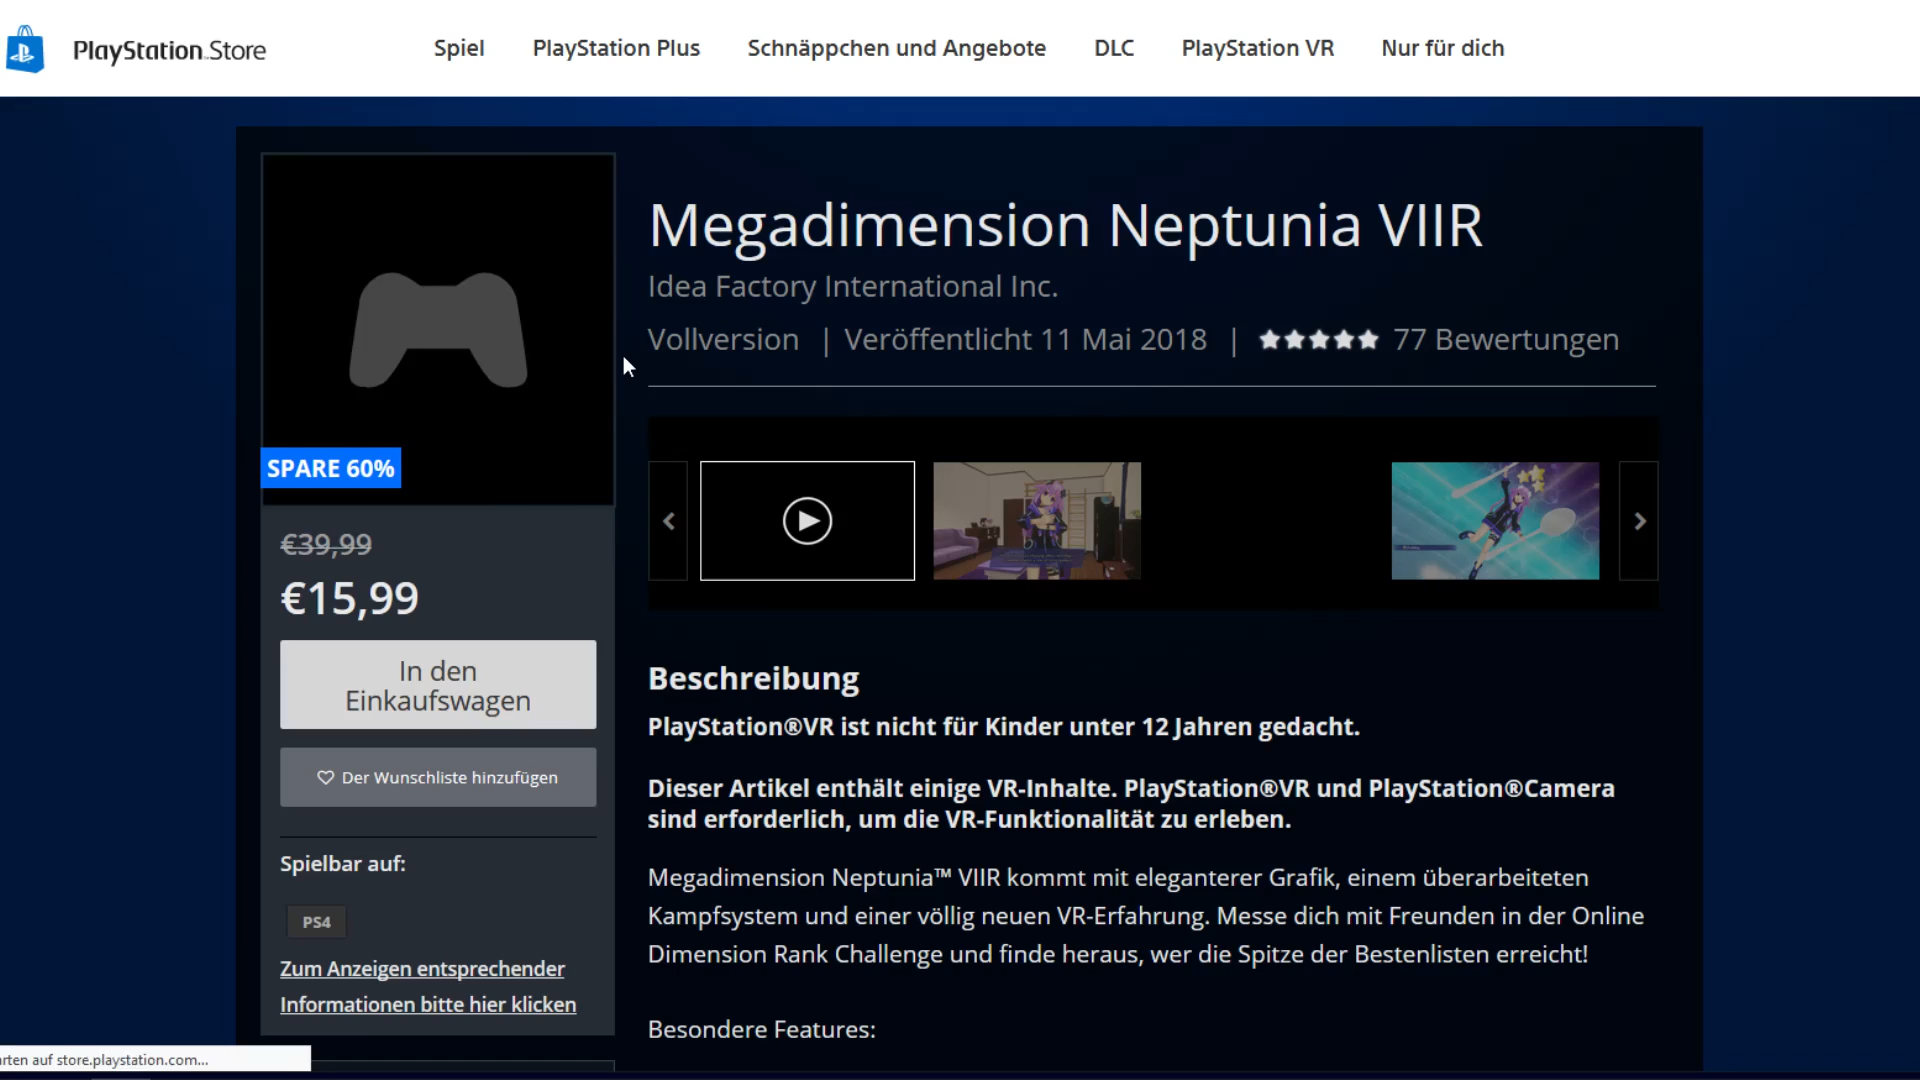 PlayStation Store
Spiel
PlayStation Plus
Schnäppchen und Angebote
DLC
PlayStation VR
Nur für dich
SPARE 60%
€39,99
€15,99
In den
Einkaufswagen
Der Wunschliste hinzufügen
Spielbar auf:
PS4
Zum Anzeigen entsprechender
Informationen bitte hier klicken
Megadimension Neptunia VIIR
Idea Factory International Inc.
Vollversion | Veröffentlicht 11 Mai 2018 | 77 Bewertungen
Beschreibung
PlayStation®VR ist nicht für Kinder unter 12 Jahren gedacht.
Dieser Artikel enthält einige VR-Inhalte. PlayStation®VR und PlayStation®Camera
sind erforderlich, um die VR-Funktionalität zu erleben.
Megadimension Neptunia™ VIIR kommt mit eleganterer Grafik, einem überarbeiteten
Kampfsystem und einer völlig neuen VR-Erfahrung. Messe dich mit Freunden in der Online
Dimension Rank Challenge und finde heraus, wer die Spitze der Bestenlisten erreicht!
Besondere Features:
arten auf store.playstation.com...